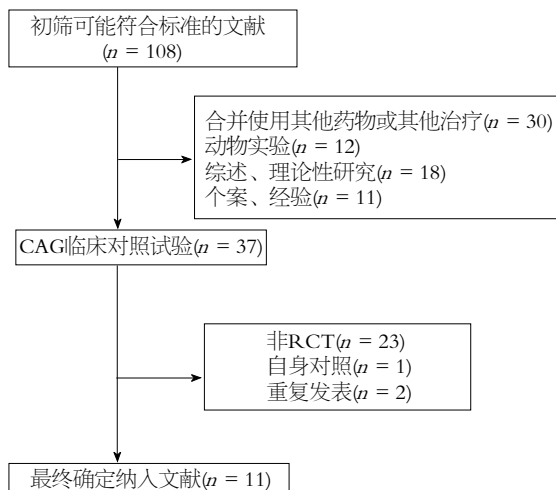 初筛可能符合标准的文献
(n = 108)
合并使用其他药物或其他治疗(n = 30)
动物实验(n = 12)
综述、理论性研究(n = 18)
个案、经验(n = 11)
CAG临床对照试验(n = 37)
非RCT(n = 23)
自身对照(n = 1)
重复发表(n = 2)
最终确定纳入文献(n = 11)